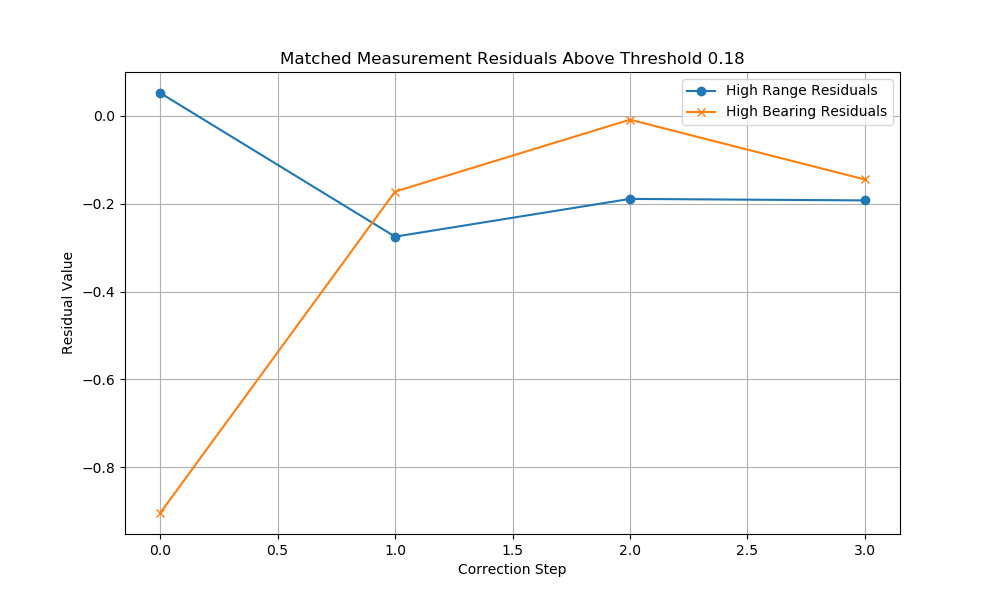 Matched Measurement Residuals Above Threshold 0.18
High Range Residuals
High Bearing Residuals
Residual Value
0.0
−0.2
−0.4
−0.6
−0.8
0.0 0.5 1.0 1.5 2.0 2.5 3.0
Correction Step